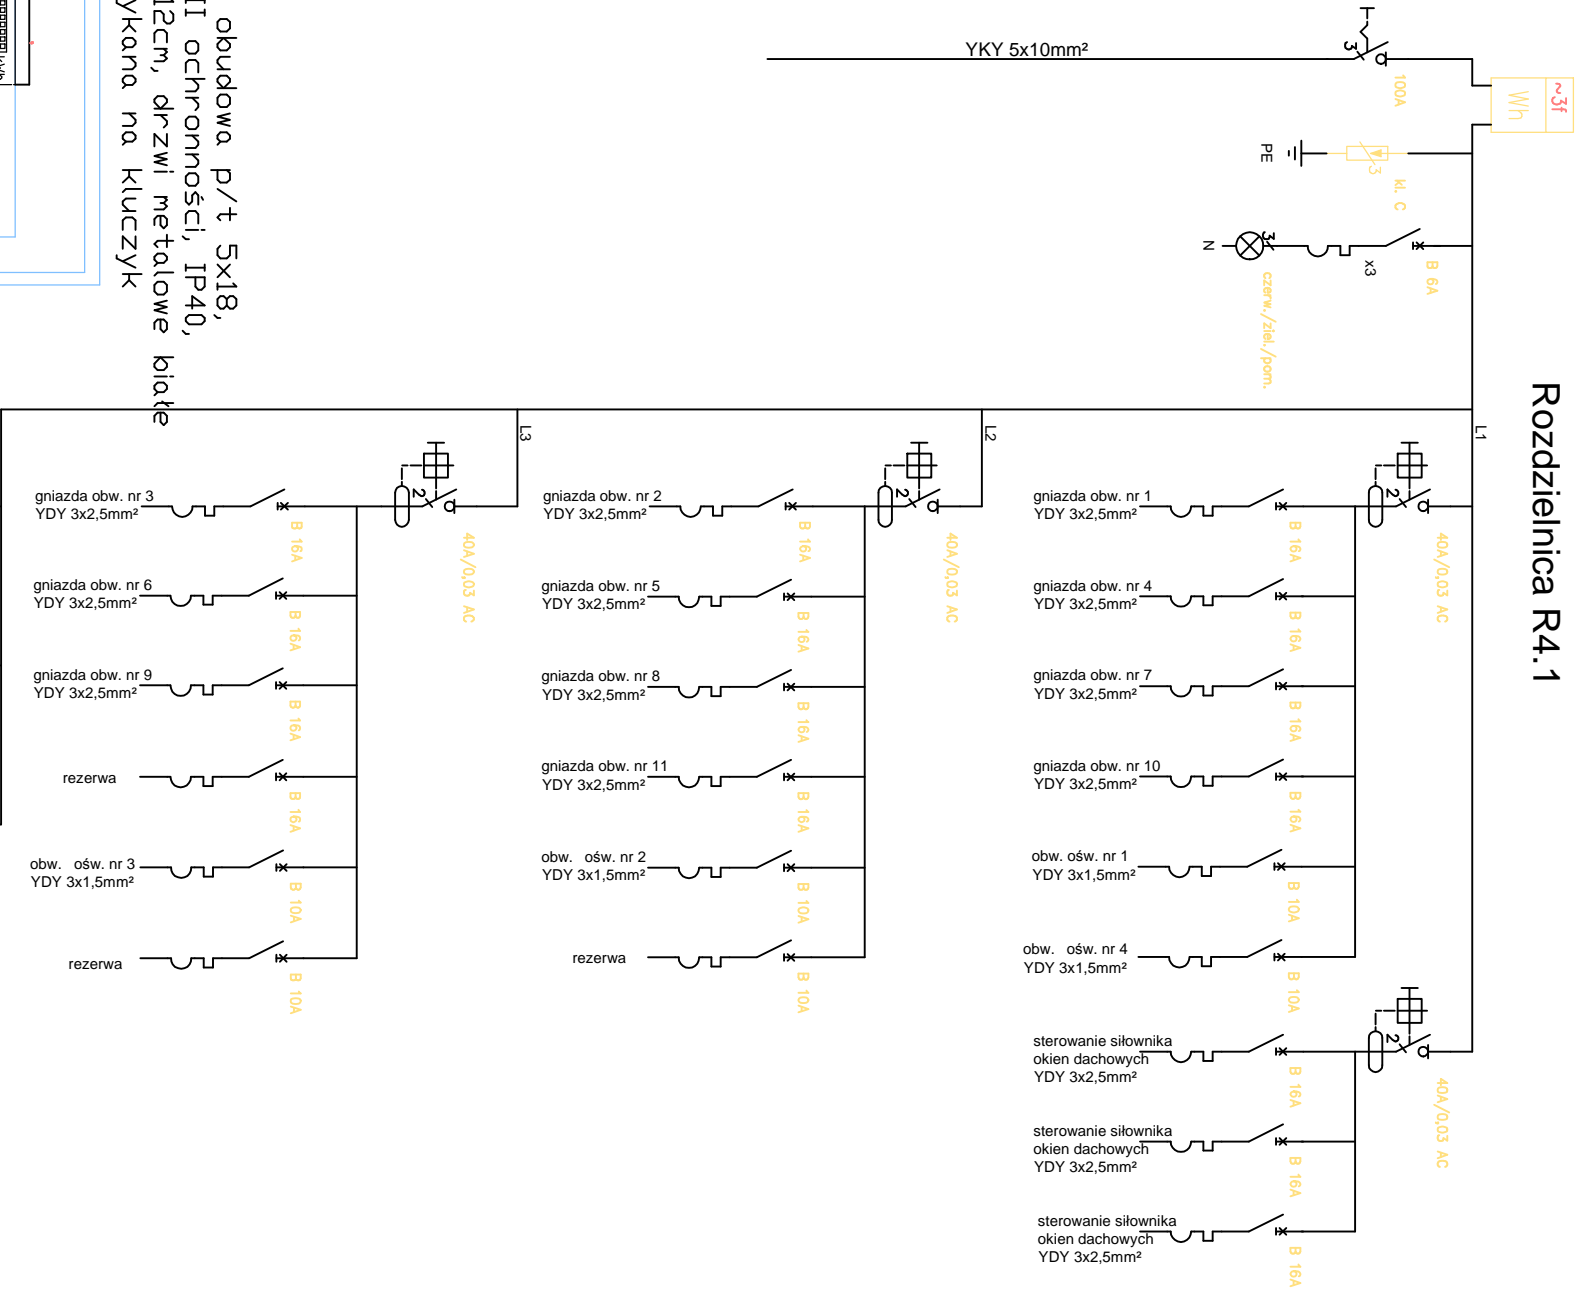 Rozdzielnica R4.1
~3f
Wh
YKY 5x10mm²
3
100A
PE
3
kl. C
N
3
x3
B 6A
czerw./ziel./pom.
obudowa p/t 5x18,
II ochronności, IP40,
12cm, drzwi metalowe białe
na kluczyk
L1
2
40A/0,03 AC
gniazda obw. nr 1
YDY 3x2,5mm²
B 16A
gniazda obw. nr 4
YDY 3x2,5mm²
B 16A
gniazda obw. nr 7
YDY 3x2,5mm²
B 16A
gniazda obw. nr 10
YDY 3x2,5mm²
B 16A
obw. ośw. nr 1
YDY 3x1,5mm²
B 10A
obw. ośw. nr 4
YDY 3x1,5mm²
B 10A
2
40A/0,03 AC
sterowanie siłownika
okien dachowych
YDY 3x2,5mm²
B 16A
sterowanie siłownika
okien dachowych
YDY 3x2,5mm²
B 16A
sterowanie siłownika
okien dachowych
YDY 3x2,5mm²
B 16A
L2
2
40A/0,03 AC
gniazda obw. nr 2
YDY 3x2,5mm²
B 16A
gniazda obw. nr 5
YDY 3x2,5mm²
B 16A
gniazda obw. nr 8
YDY 3x2,5mm²
B 16A
gniazda obw. nr 11
YDY 3x2,5mm²
B 16A
obw. ośw. nr 2
YDY 3x1,5mm²
B 10A
rezerwa
B 10A
L3
2
40A/0,03 AC
gniazda obw. nr 3
YDY 3x2,5mm²
B 16A
gniazda obw. nr 6
YDY 3x2,5mm²
B 16A
gniazda obw. nr 9
YDY 3x2,5mm²
B 16A
rezerwa
B 16A
obw. ośw. nr 3
YDY 3x1,5mm²
B 10A
rezerwa
B 10A